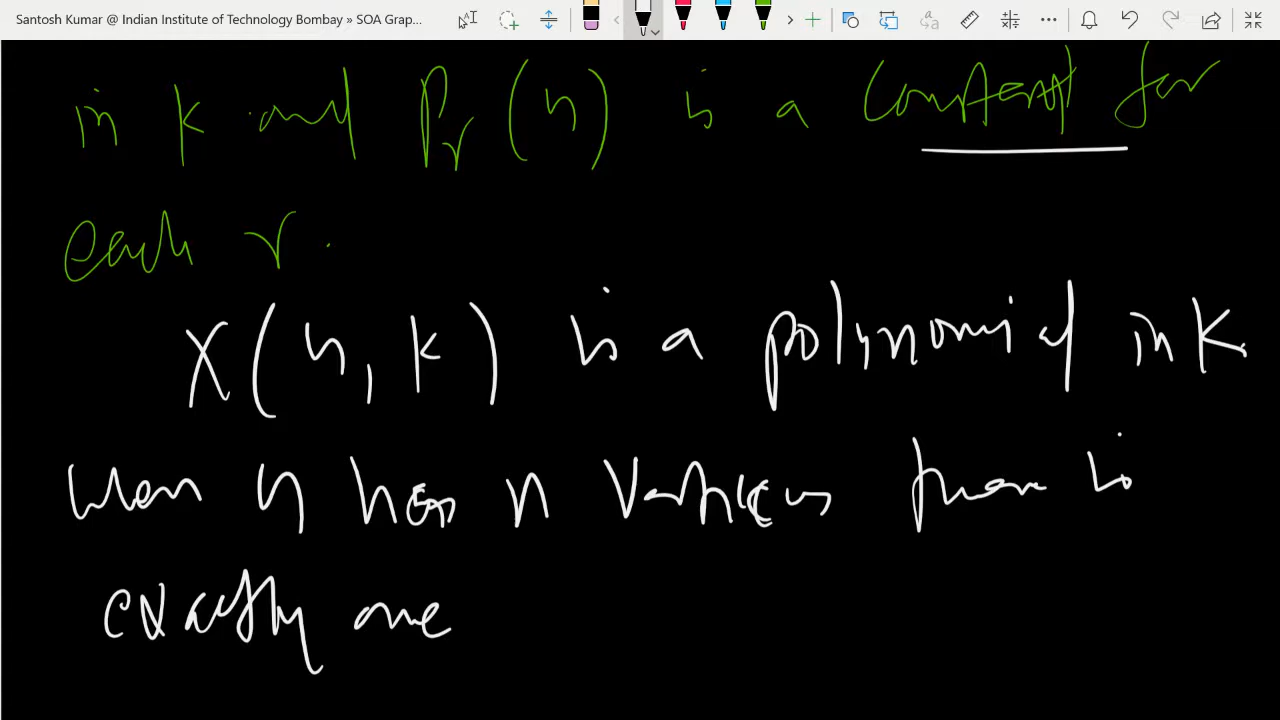 Santosh Kumar @ Indian Institute of Technology Bombay » SOA Grap...
in k and Pr(G) is a constant for
each r.
χ(G, k) is a polynomial in k.
when G has n vertices there is
exactly one